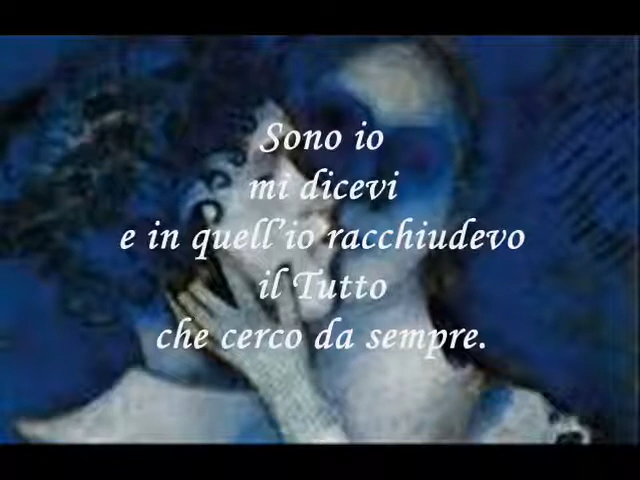 Sono io
mi dicevi
e in quell'io racchiudevo
il Tutto
che cerco da sempre.